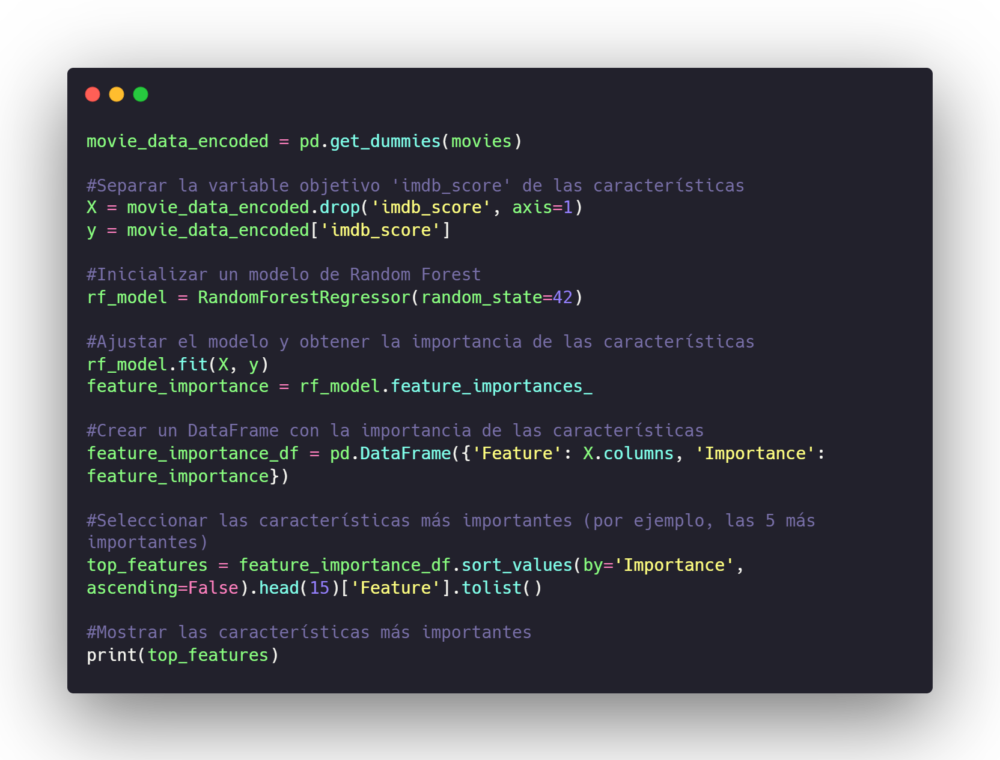 movie_data_encoded = pd.get_dummies(movies)
#Separar la variable objetivo 'imdb_score' de las características
X = movie_data_encoded.drop('imdb_score', axis=1)
y = movie_data_encoded['imdb_score']
#Inicializar un modelo de Random Forest
rf_model = RandomForestRegressor(random_state=42)
#Ajustar el modelo y obtener la importancia de las características
rf_model.fit(X, y)
feature_importance = rf_model.feature_importances_
#Crear un DataFrame con la importancia de las características
feature_importance_df = pd.DataFrame({'Feature': X.columns, 'Importance':
feature_importance})
#Seleccionar las características más importantes (por ejemplo, las 5 más
importantes)
top_features = feature_importance_df.sort_values(by='Importance',
ascending=False).head(15)['Feature'].tolist()
#Mostrar las características más importantes
print(top_features)